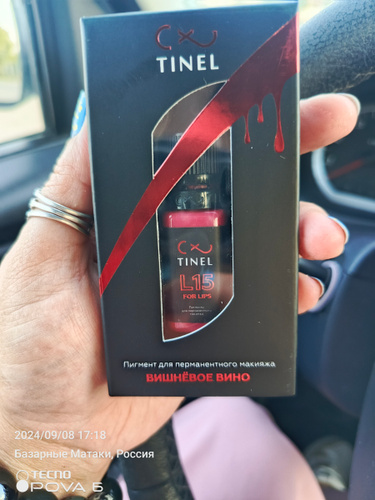 TINEL
TINEL
L15
FOR LIPS
Пигмент для перманентного макияжа
ВИШНЁВОЕ ВИНО
2024/09/08 17:18
Базарные Матаки, Россия
TECNO
POVA 6